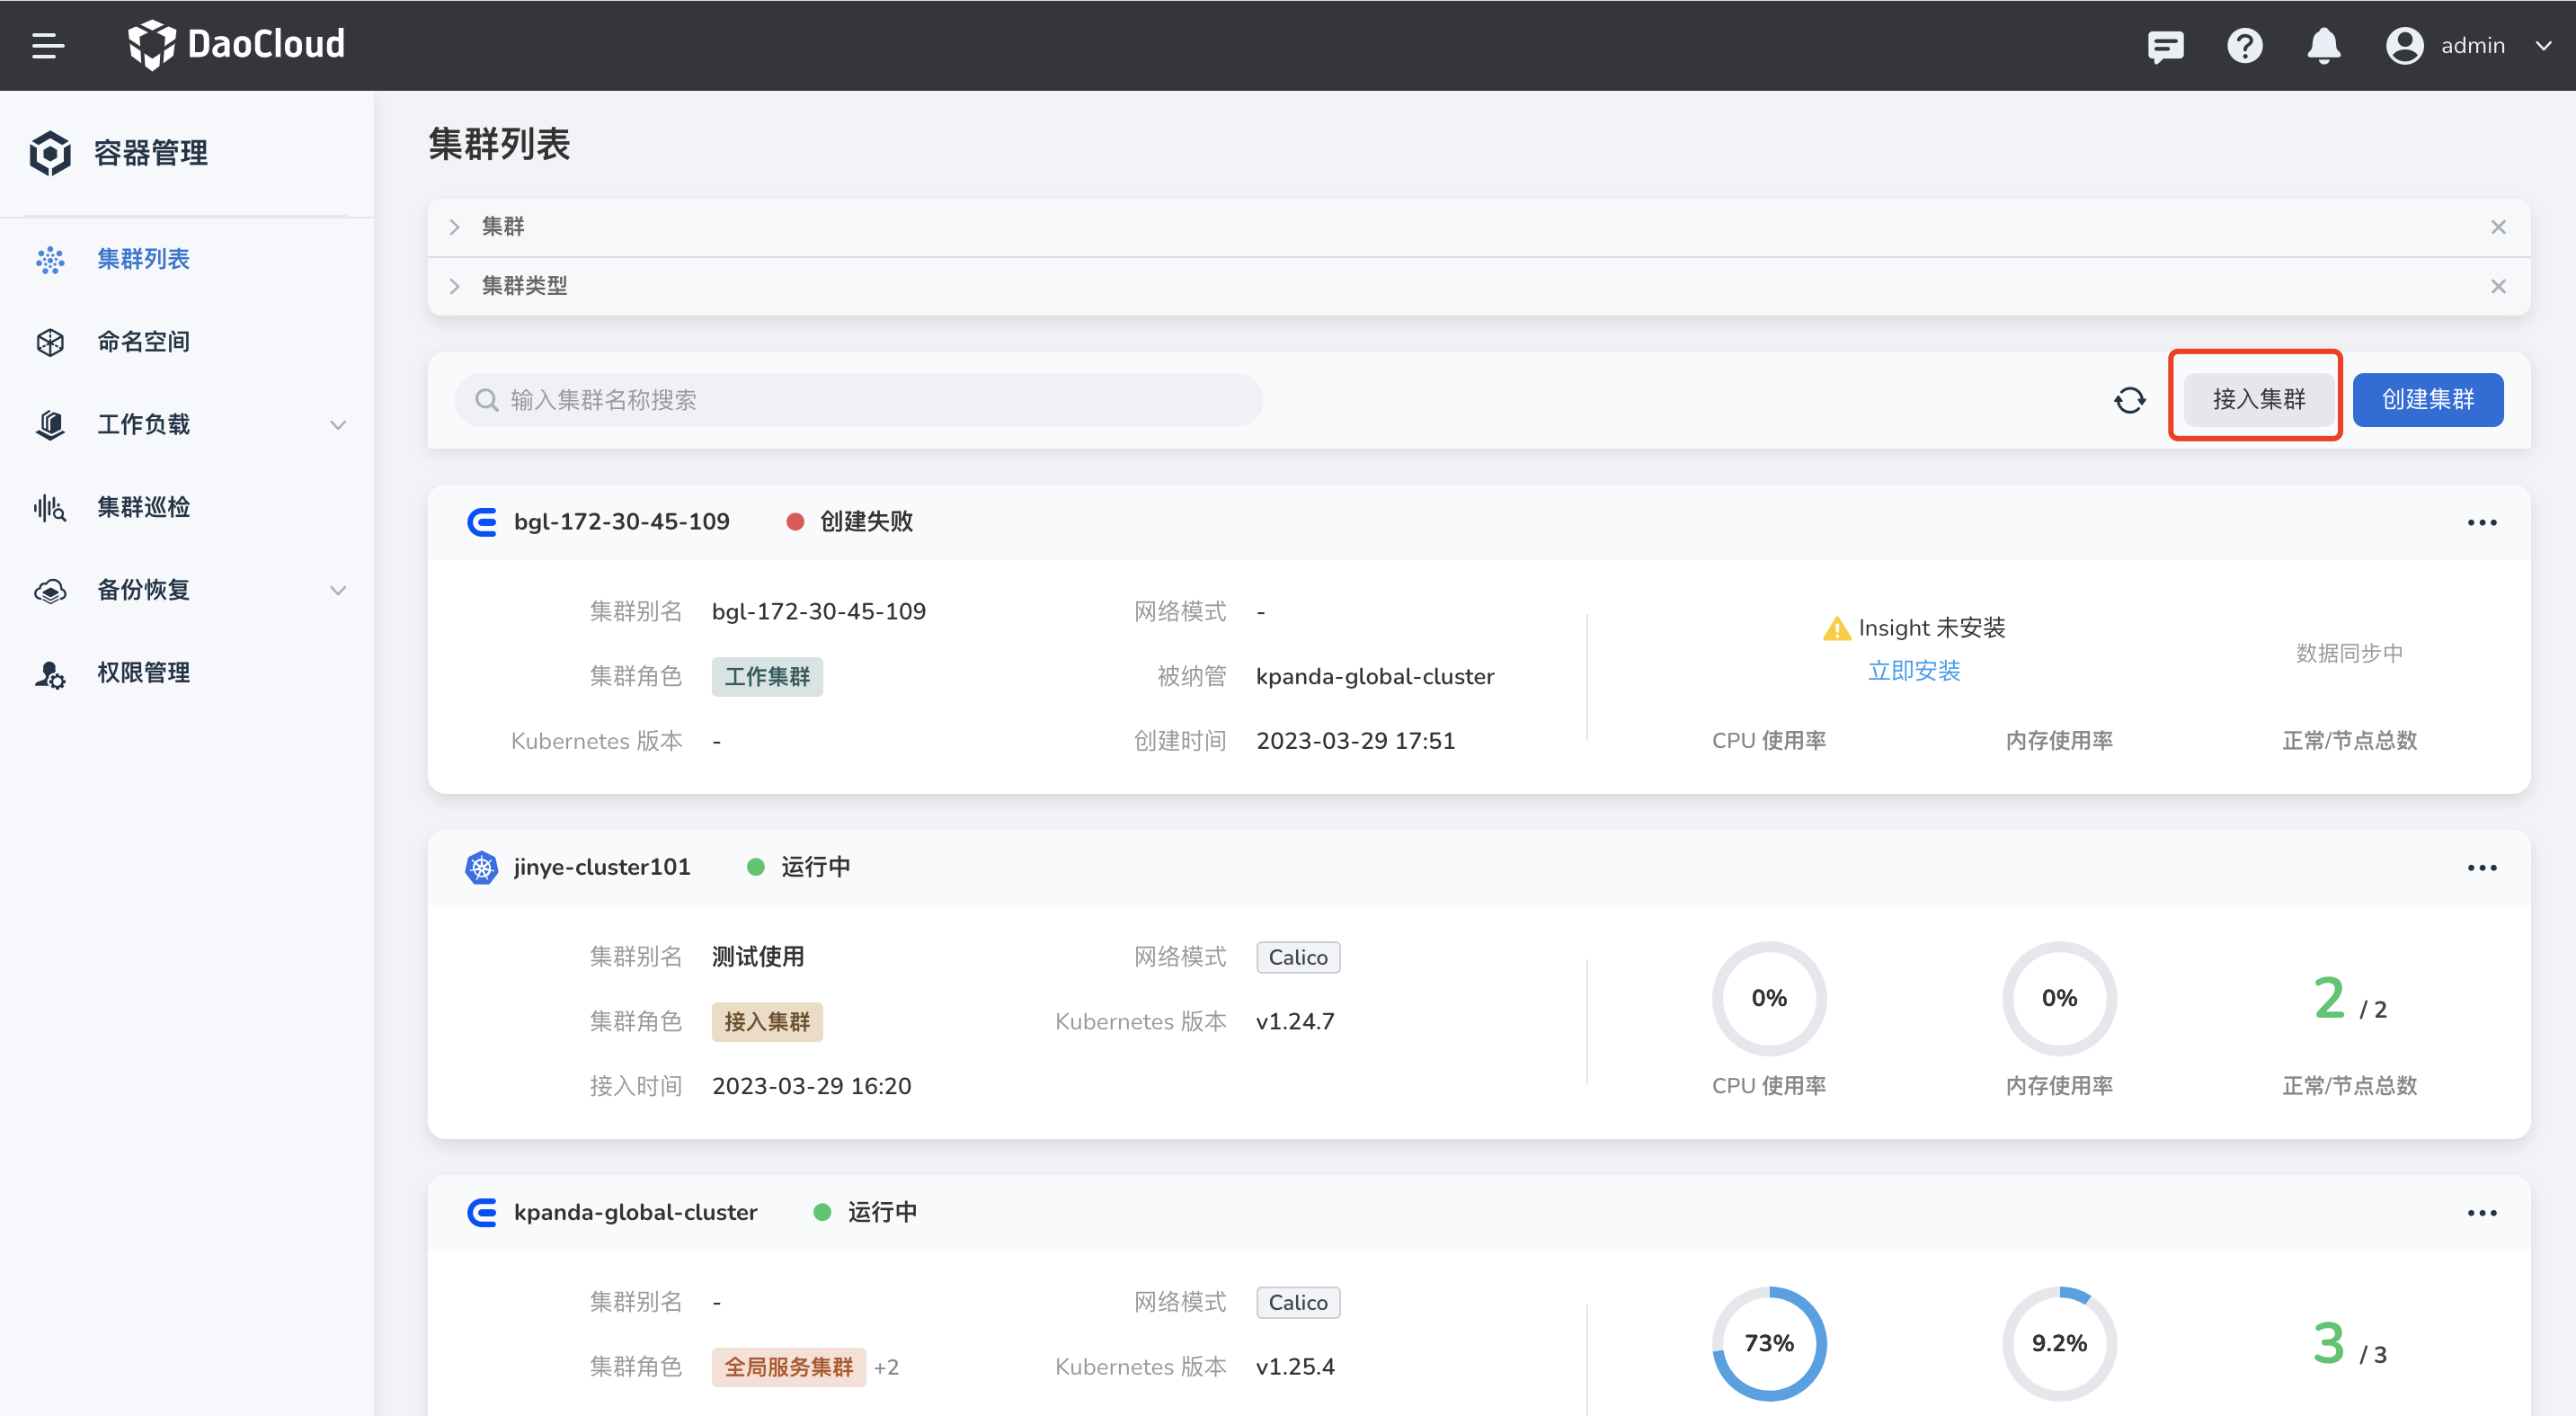 DaoCloud
admin
容器管理
集群列表
命名空间
工作负载
集群巡检
备份恢复
权限管理
集群列表
集群
集群类型
输入集群名称搜索
接入集群
创建集群
bgl-172-30-45-109 创建失败
集群别名 bgl-172-30-45-109 网络模式 -
集群角色 工作集群 被纳管 kpanda-global-cluster
Kubernetes 版本 - 创建时间 2023-03-29 17:51
Insight 未安装
立即安装
数据同步中
CPU 使用率 内存使用率 正常/节点总数
jinye-cluster101 运行中
集群别名 测试使用 网络模式 Calico
集群角色 接入集群 Kubernetes 版本 v1.24.7
接入时间 2023-03-29 16:20
0% 0% 2 / 2
CPU 使用率 内存使用率 正常/节点总数
kpanda-global-cluster 运行中
集群别名 - 网络模式 Calico
集群角色 全局服务集群 +2 Kubernetes 版本 v1.25.4
73% 9.2% 3 / 3